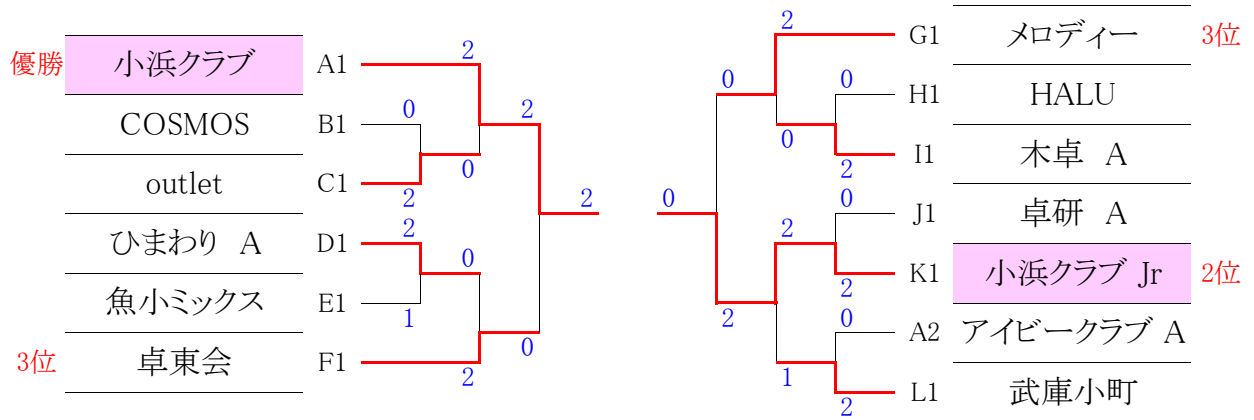 優勝 小浜クラブ A1 2
COSMOS B1 0 2
outlet C1 2 0
2
ひまわり A D1 2 0
魚小ミックス E1 1
3位 卓東会 F1 2 0
2 G1 メロディー 3位
0 0 H1 HALU
0 2 I1 木卓 A
0 2 0 J1 卓研 A
2 K1 小浜クラブ Jr 2位
2 0 A2 アイビークラブ A
1 2 L1 武庫小町